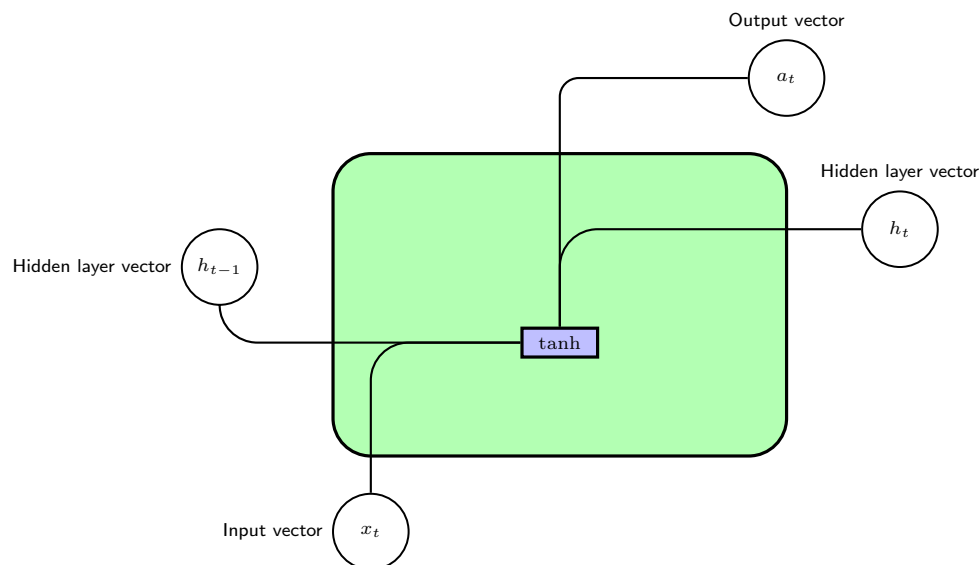 Output vector
$a_t$
Hidden layer vector
$h_t$
Hidden layer vector $h_{t-1}$
tanh
Input vector $x_t$